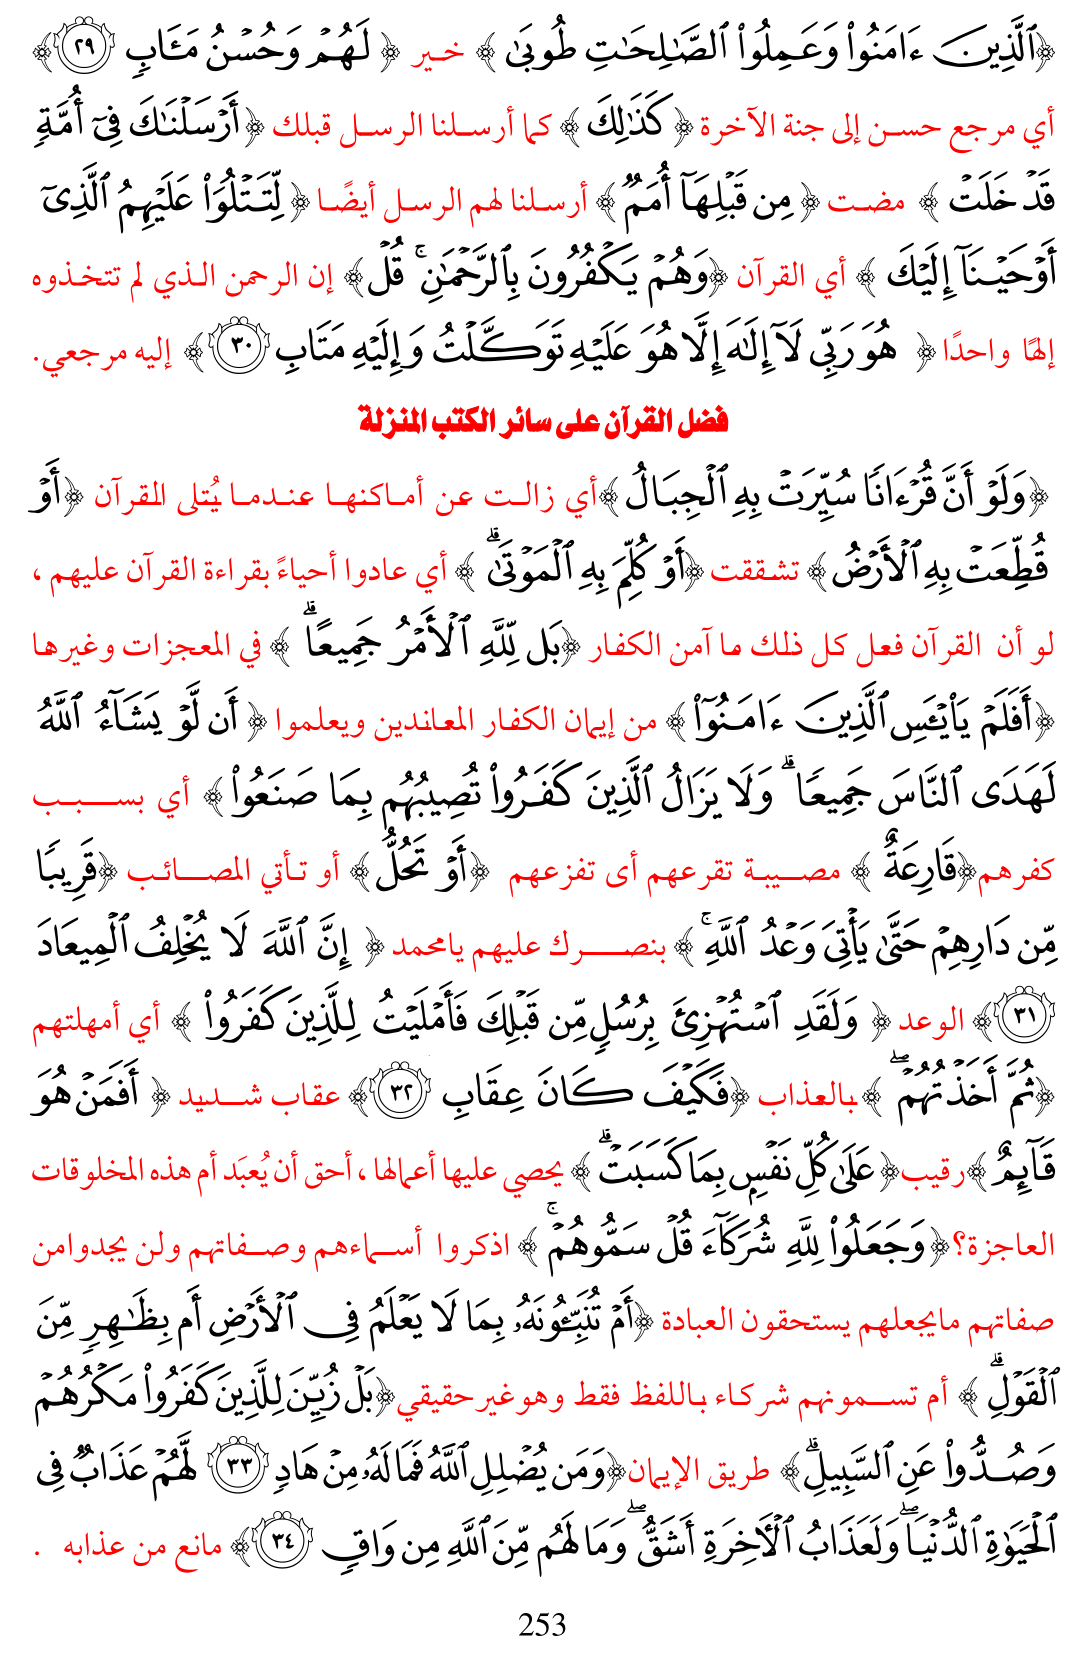 ﴿ٱلَّذِينَ ءَامَنُوا۟ وَعَمِلُوا۟ ٱلصَّـٰلِحَـٰتِ طُوبَىٰ ﴾ خير ﴿ لَهُمْ وَحُسْنُ مَـَٔابٍ ٢٩﴾
أي مرجع حسن إلى جنة الآخرة ﴿ كَذَٰلِكَ ﴾ كما أرسلنا الرسل قبلك ﴿ أَرْسَلْنَـٰكَ فِىٓ أُمَّةٍ
قَدْ خَلَتْ ﴾ مضت ﴿ مِن قَبْلِهَآ أُمَمٌ ﴾ أرسلنا لهم الرسل أيضًا ﴿ لِّتَتْلُوَا۟ عَلَيْهِمُ ٱلَّذِىٓ
أَوْحَيْنَآ إِلَيْكَ ﴾ أي القرآن ﴿وَهُمْ يَكْفُرُونَ بِٱلرَّحْمَـٰنِ ۚ قُلْ ﴾ إن الرحمن الذي لم تتخذوه
إلهًا واحدًا ﴿ هُوَ رَبِّى لَآ إِلَـٰهَ إِلَّا هُوَ عَلَيْهِ تَوَكَّلْتُ وَإِلَيْهِ مَتَابِ ٣٠﴾ إليه مرجعي.
فضل القرآن على سائر الكتب المنزلة
﴿وَلَوْ أَنَّ قُرْءَانًا سُيِّرَتْ بِهِ ٱلْجِبَالُ ﴾أي زالت عن أماكنها عندما يُتلى القرآن ﴿أَوْ
قُطِّعَتْ بِهِ ٱلْأَرْضُ ﴾ تشققت ﴿أَوْ كُلِّمَ بِهِ ٱلْمَوْتَىٰ ۗ ﴾ أي عادوا أحياءً بقراءة القرآن عليهم ،
لو أن القرآن فعل كل ذلك ما آمن الكفار ﴿بَل لِّلَّهِ ٱلْأَمْرُ جَمِيعًا ۗ ﴾ في المعجزات وغيرها
﴿أَفَلَمْ يَا۟يْـَٔسِ ٱلَّذِينَ ءَامَنُوٓا۟ ﴾ من إيمان الكفار المعاندين ويعلموا ﴿ أَن لَّوْ يَشَآءُ ٱللَّهُ
لَهَدَى ٱلنَّاسَ جَمِيعًا ۗ وَلَا يَزَالُ ٱلَّذِينَ كَفَرُوا۟ تُصِيبُهُم بِمَا صَنَعُوا۟ ﴾ أي بسبب
كفرهم﴿قَارِعَةٌ ﴾ مصيبة تقرعهم أى تفزعهم ﴿أَوْ تَحُلُّ ﴾ أو تأتي المصائب ﴿قَرِيبًا
مِّن دَارِهِمْ حَتَّىٰ يَأْتِىَ وَعْدُ ٱللَّهِ ۚ ﴾ بنصرك عليهم يامحمد ﴿ إِنَّ ٱللَّهَ لَا يُخْلِفُ ٱلْمِيعَادَ
٣١﴾ الوعد ﴿ وَلَقَدِ ٱسْتُهْزِئَ بِرُسُلٍ مِّن قَبْلِكَ فَأَمْلَيْتُ لِلَّذِينَ كَفَرُوا۟ ﴾ أي أمهلتهم
﴿ثُمَّ أَخَذْتُهُمْ ۖ ﴾ بالعذاب ﴿فَكَيْفَ كَانَ عِقَابِ ٣٢﴾ عقاب شديد ﴿ أَفَمَنْ هُوَ
قَآئِمٌ ﴾رقيب﴿ عَلَىٰ كُلِّ نَفْسٍۭ بِمَا كَسَبَتْ ۗ ﴾ يحصي عليها أعمالها ، أحق أن يُعبَد أم هذه المخلوقات
العاجزة؟﴿وَجَعَلُوا۟ لِلَّهِ شُرَكَآءَ قُلْ سَمُّوهُمْ ۚ ﴾ اذكروا أسماءهم وصفاتهم ولن يجدوامن
صفاتهم مايجعلهم يستحقون العبادة ﴿أَمْ تُنَبِّـُٔونَهُۥ بِمَا لَا يَعْلَمُ فِى ٱلْأَرْضِ أَم بِظَـٰهِرٍ مِّنَ
ٱلْقَوْلِ ۗ ﴾ أم تسمونهم شركاء باللفظ فقط وهو غير حقيقي ﴿بَلْ زُيِّنَ لِلَّذِينَ كَفَرُوا۟ مَكْرُهُمْ
وَصُدُّوا۟ عَنِ ٱلسَّبِيلِ ۗ ﴾ طريق الإيمان ﴿وَمَن يُضْلِلِ ٱللَّهُ فَمَا لَهُۥ مِنْ هَادٍ ٣٣ لَّهُمْ عَذَابٌ فِى
ٱلْحَيَوٰةِ ٱلدُّنْيَا ۖ وَلَعَذَابُ ٱلْـَٔاخِرَةِ أَشَقُّ ۖ وَمَا لَهُم مِّنَ ٱللَّهِ مِن وَاقٍ ٣٤﴾ مانع من عذابه .
253